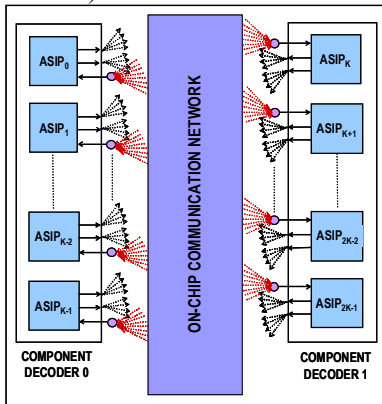 )
ASIP0
ASIP1
ASIPK-2
ASIPK-1
COMPONENT
DECODER 0
ON-CHIP COMMUNICATION NETWORK
ASIPK
ASIPK+1
ASIP2K-2
ASIP2K-1
COMPONENT
DECODER 1